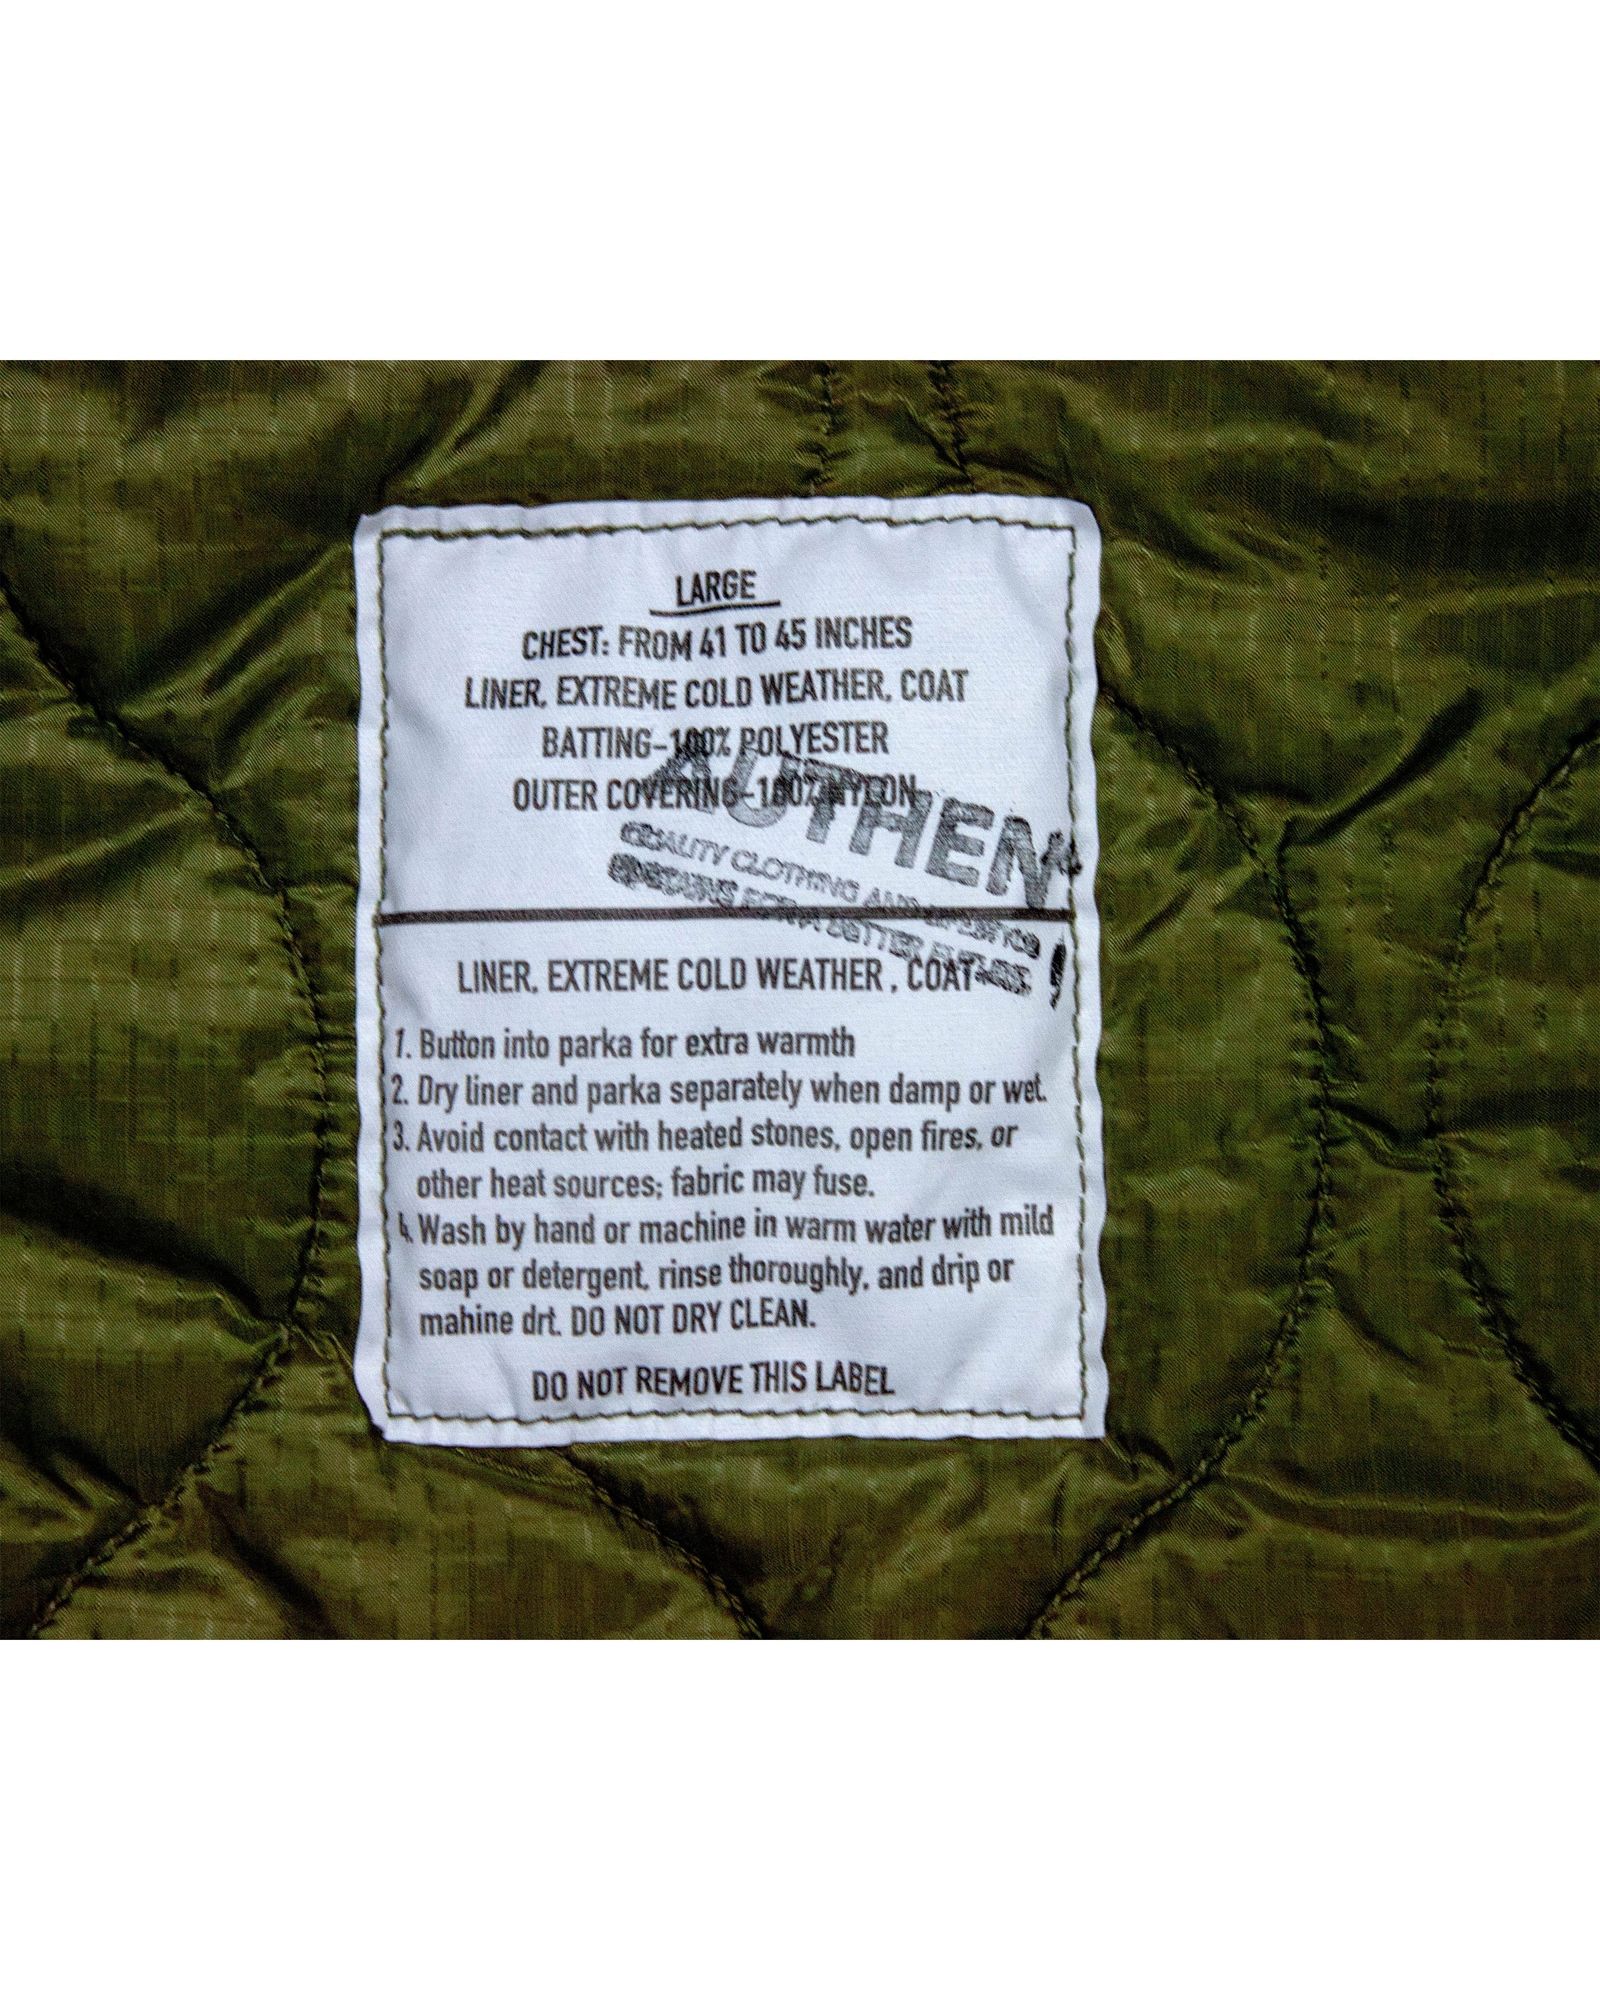 LARGE
CHEST: FROM 41 TO 45 INCHES
LINER, EXTREME COLD WEATHER, COAT
BATTING-100% POLYESTER
OUTER COVERING-100% NYLON
AUTHEN
QUALITY CLOTHING AND
EXTRA BETTER
LINER, EXTREME COLD WEATHER , COAT
1. Button into parka for extra warmth
2. Dry liner and parka separately when damp or wet.
3. Avoid contact with heated stones, open fires, or
other heat sources; fabric may fuse.
4. Wash by hand or machine in warm water with mild
soap or detergent, rinse thoroughly, and drip or
mahine drt. DO NOT DRY CLEAN.
DO NOT REMOVE THIS LABEL